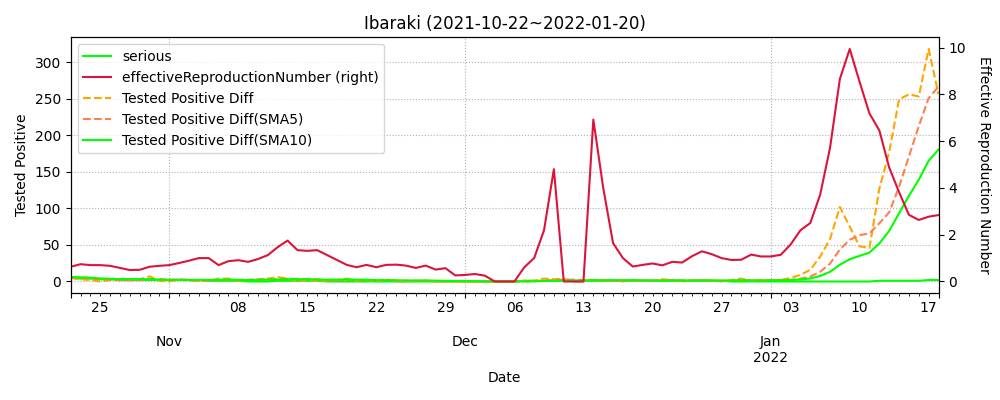 Ibaraki (2021-10-22~2022-01-20)
serious
effectiveReproductionNumber (right)
Tested Positive Diff
Tested Positive Diff(SMA5)
Tested Positive Diff(SMA10)
Tested Positive
300
250
200
150
100
50
0
Effective Reproduction Number
10
8
6
4
2
0
25 08 15 22 29 06 13 20 27 03 10 17
Nov Dec Jan
2022
Date